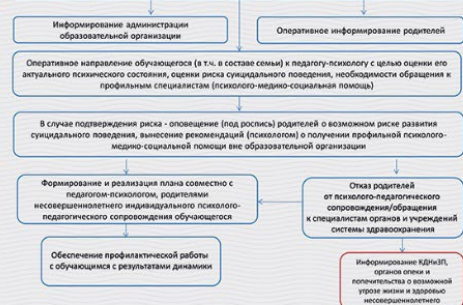 Информирование администрации
образовательной организации
Оперативное информирование родителей
Оперативное направление обучающегося (в т.ч. в составе семьи) к педагогу-психологу с целью оценки его
актуального психического состояния, оценки риска суицидального поведения, необходимости обращения к
профильным специалистам (психолого-медико-социальная помощь)
В случае подтверждения риска - оповещение (под роспись) родителей о возможном риске развития
суицидального поведения, вынесение рекомендаций (психологом) о получении профильной психолого-
медико-социальной помощи вне образовательной организации
Формирование и реализация плана совместно с
педагогом-психологом, родителями
несовершеннолетнего индивидуального психолого-
педагогического сопровождения обучающегося
Отказ родителей
от психолого-педагогического
сопровождения/обращения
к специалистам органов и учреждений
системы здравоохранения
Обеспечение профилактической работы
с обучающимся с результатами динамики
Информирование КДНиЗП,
органов опеки и
попечительства о возможной
угрозе жизни и здоровью
несовершеннолетнего